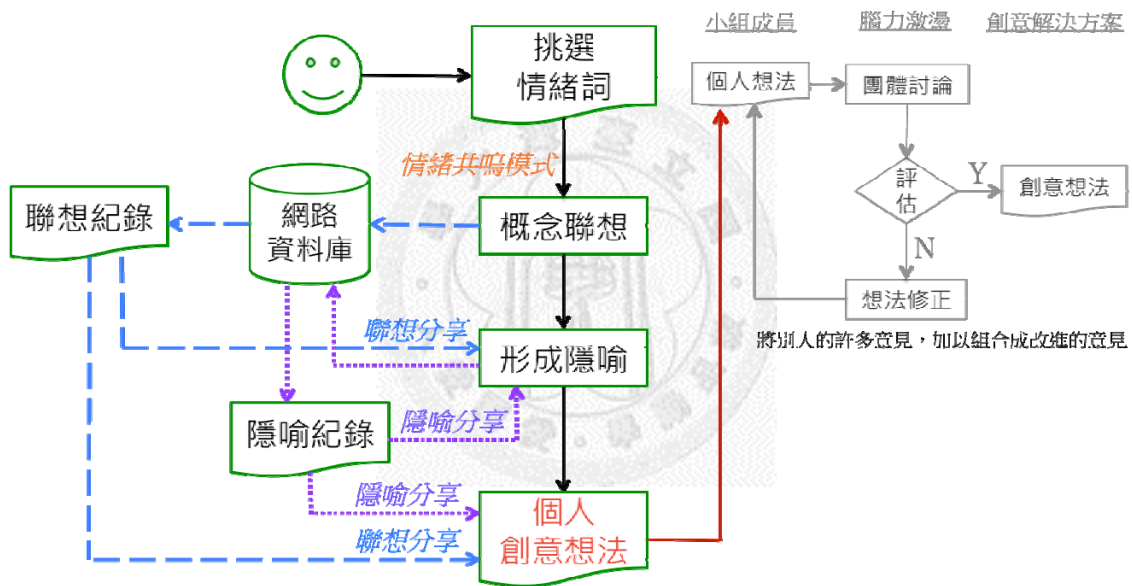 小組成員
腦力激盪
創意解決方案
挑選
情緒詞
個人想法
團體討論
情緒共鳴模式
評
估
Y
創意想法
N
聯想紀錄
網路
資料庫
概念聯想
想法修正
將別人的許多意見，加以組合成改進的意見
聯想分享
形成隱喻
隱喻紀錄
隱喻分享
隱喻分享
個人
創意想法
聯想分享